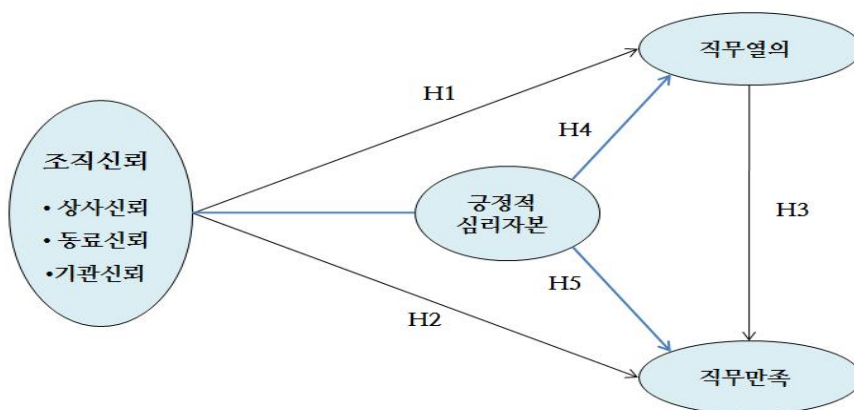 직무열의
H1
H4
조직신뢰
• 상사신뢰
• 동료신뢰
•기관신뢰
긍정적
심리자본
H3
H5
H2
직무만족